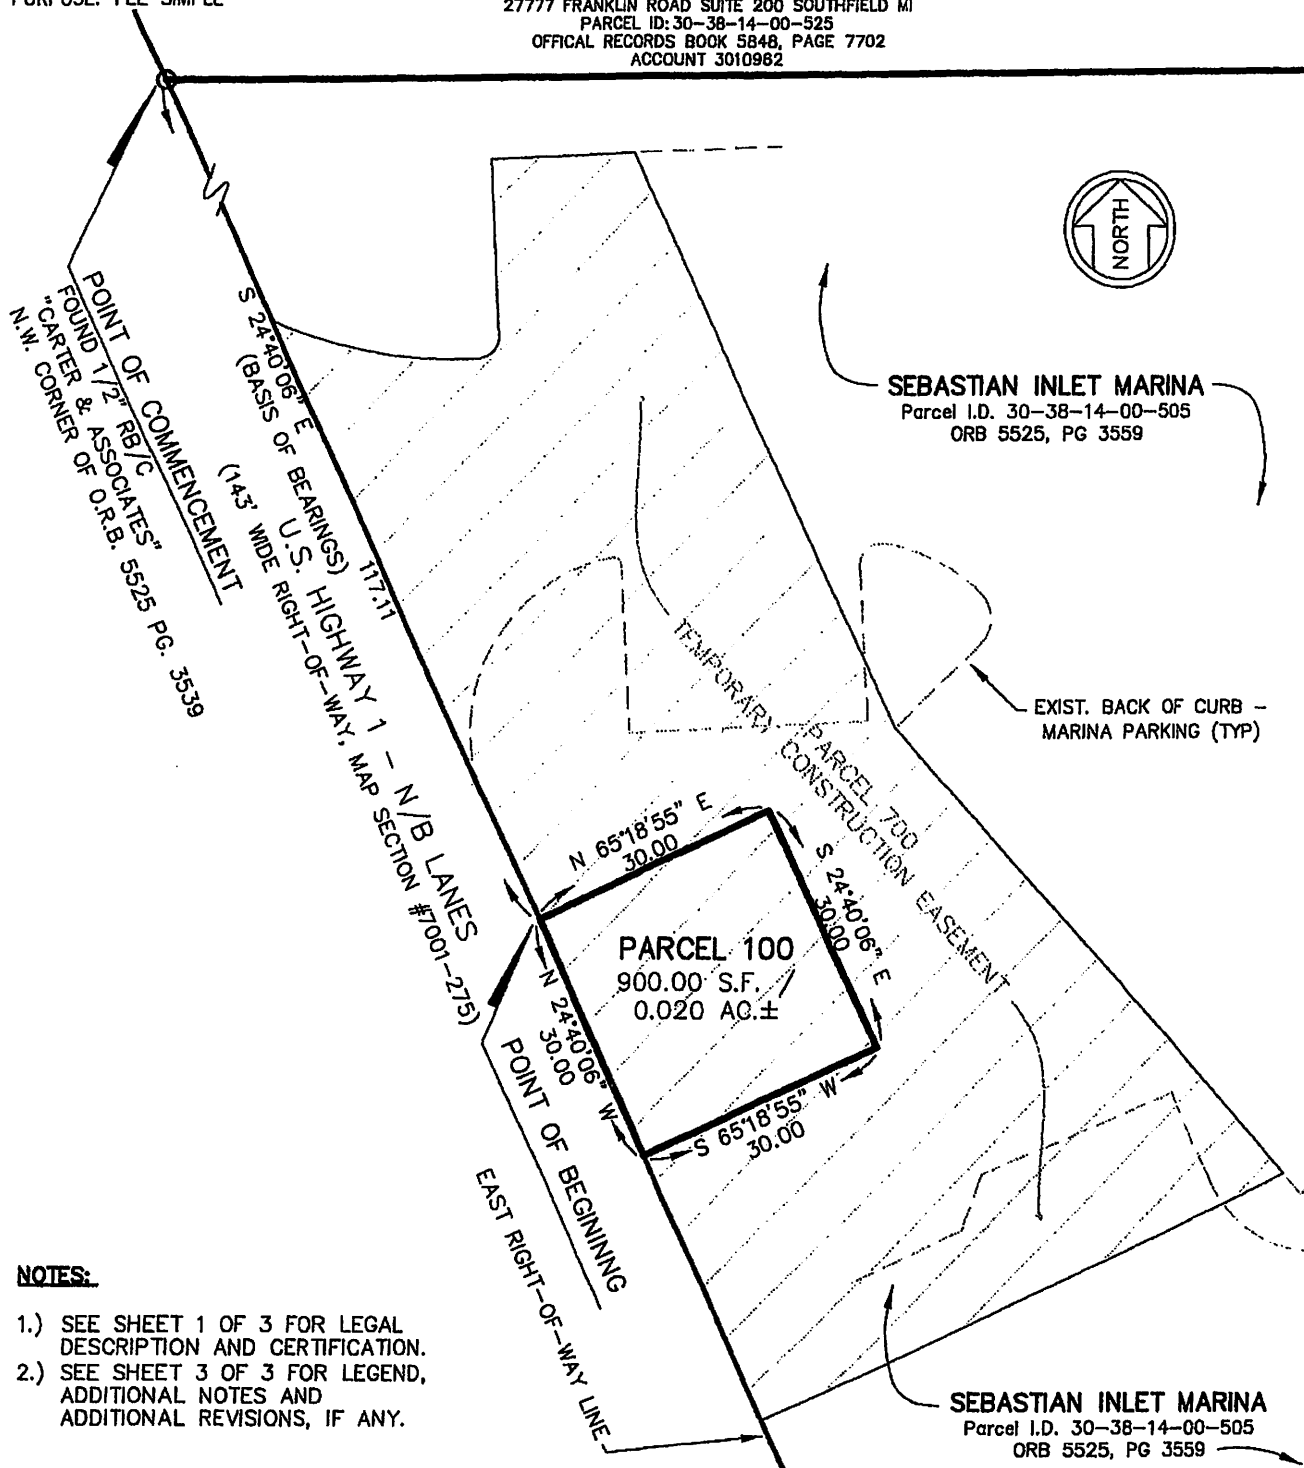 PURPOSE: FEE SIMPLE
27777 FRANKLIN ROAD SUITE 200 SOUTHFIELD MI
PARCEL ID: 30-38-14-00-525
OFFICAL RECORDS BOOK 5848, PAGE 7702
ACCOUNT 3010982
NORTH
POINT OF COMMENCEMENT
FOUND 1/2" RB/C
"CARTER & ASSOCIATES"
N.W. CORNER OF O.R.B. 5525 PG. 3539
S 24°40'06" E
(BASIS OF BEARINGS)
117.11
U.S. HIGHWAY 1 - N/B LANES
(143' WIDE RIGHT-OF-WAY, MAP SECTION #7001-275)
SEBASTIAN INLET MARINA
Parcel I.D. 30-38-14-00-505
ORB 5525, PG 3559
EXIST. BACK OF CURB -
MARINA PARKING (TYP)
PARCEL 700
TEMPORARY CONSTRUCTION EASEMENT
N 65°18'55" E
30.00
S 24°40'06" E
30.00
PARCEL 100
900.00 S.F. /
0.020 AC.±
N 24°40'06" W
30.00
S 65°18'55" W
30.00
POINT OF BEGINNING
EAST RIGHT-OF-WAY LINE
NOTES:
1.) SEE SHEET 1 OF 3 FOR LEGAL
DESCRIPTION AND CERTIFICATION.
2.) SEE SHEET 3 OF 3 FOR LEGEND,
ADDITIONAL NOTES AND
ADDITIONAL REVISIONS, IF ANY.
SEBASTIAN INLET MARINA
Parcel I.D. 30-38-14-00-505
ORB 5525, PG 3559